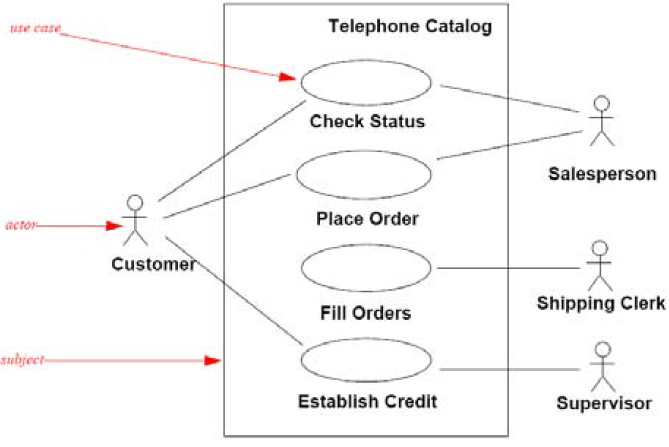 use case
Telephone Catalog
Check Status
Salesperson
Place Order
actor
Customer
Fill Orders
Shipping Clerk
subject
Establish Credit
Supervisor